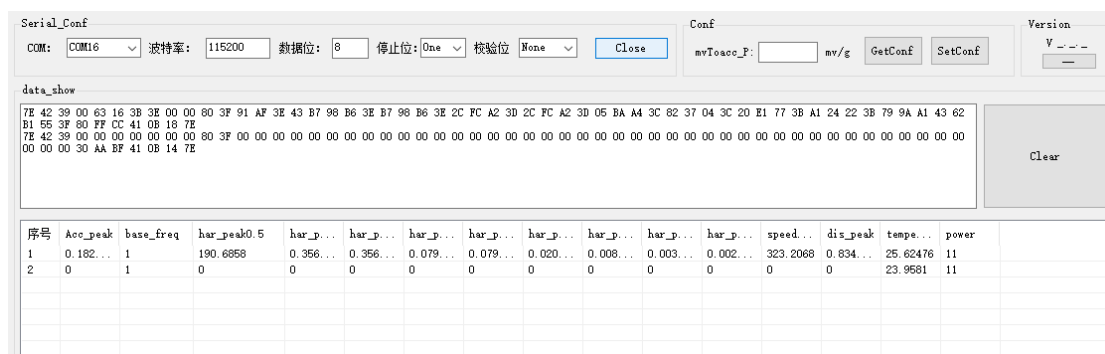 Serial_Conf
COM: COM16 波特率: 115200 数据位: 8 停止位: One 校验位 None Close
Conf
mvToacc_P: mv/g GetConf SetConf
Version
V _._._
—
data_show
7E 42 39 00 63 16 3B 3E 00 00 80 3F 91 AF 3E 43 B7 98 B6 3E B7 98 B6 3E 2C FC A2 3D 2C FC A2 3D 05 BA A4 3C 82 37 04 3C 20 E1 77 3B A1 24 22 3B 79 9A A1 43 62
B1 55 3F 80 FF CC 41 0B 18 7E
7E 42 39 00 00 00 00 00 00 00 80 3F 00 00 00 00 00 00 00 00 00 00 00 00 00 00 00 00 00 00 00 00 00 00 00 00 00 00 00 00 00 00 00 00 00 00 00 00 00 00 00 00 00
00 00 00 30 AA BF 41 0B 14 7E
Clear
序号 Acc_peak base_freq har_peak0.5 har_p... har_p... har_p... har_p... har_p... har_p... har_p... har_p... speed... dis_peak tempe... power
1 0.182... 1 190.6858 0.356... 0.356... 0.079... 0.079... 0.020... 0.008... 0.003... 0.002... 323.2068 0.834... 25.62476 11
2 0 1 0 0 0 0 0 0 0 0 0 0 0 23.9581 11